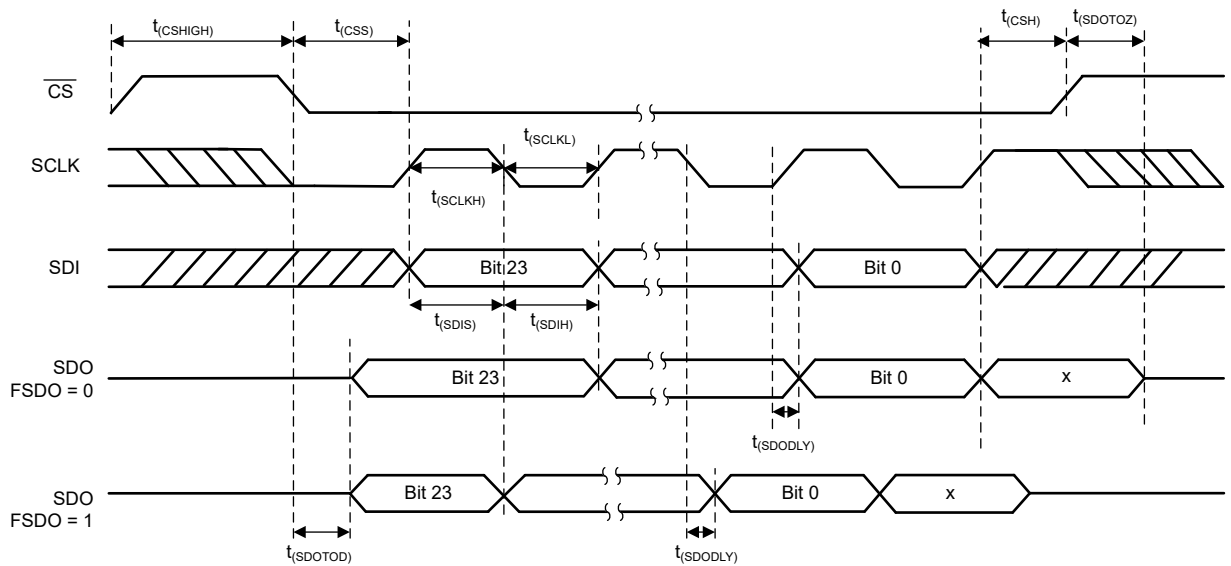 t(CSHIGH) t(CSS) t(CSH) t(SDOTOZ)
CS
t(SCLKL)
SCLK
t(SCLKH)
SDI Bit 23 Bit 0
t(SDIS) t(SDIH)
SDO
FSDO = 0
Bit 23 Bit 0 x
t(SDODLY)
SDO
FSDO = 1
Bit 23 Bit 0 x
t(SDOTOD) t(SDODLY)